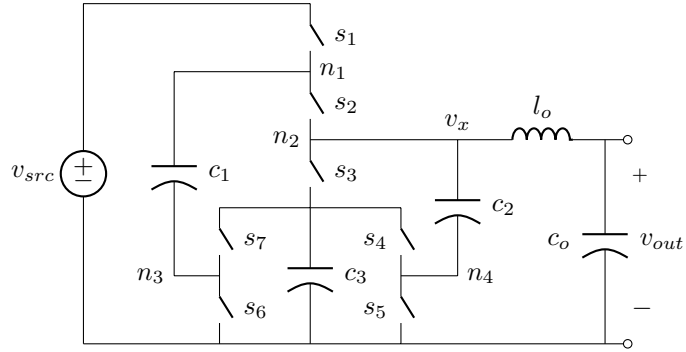 s1
n1
s2
n2
vx
lo
vsrc
+
−
c1
s3
+
c2
s7
s4
co
vout
n3
c3
n4
s6
s5
−